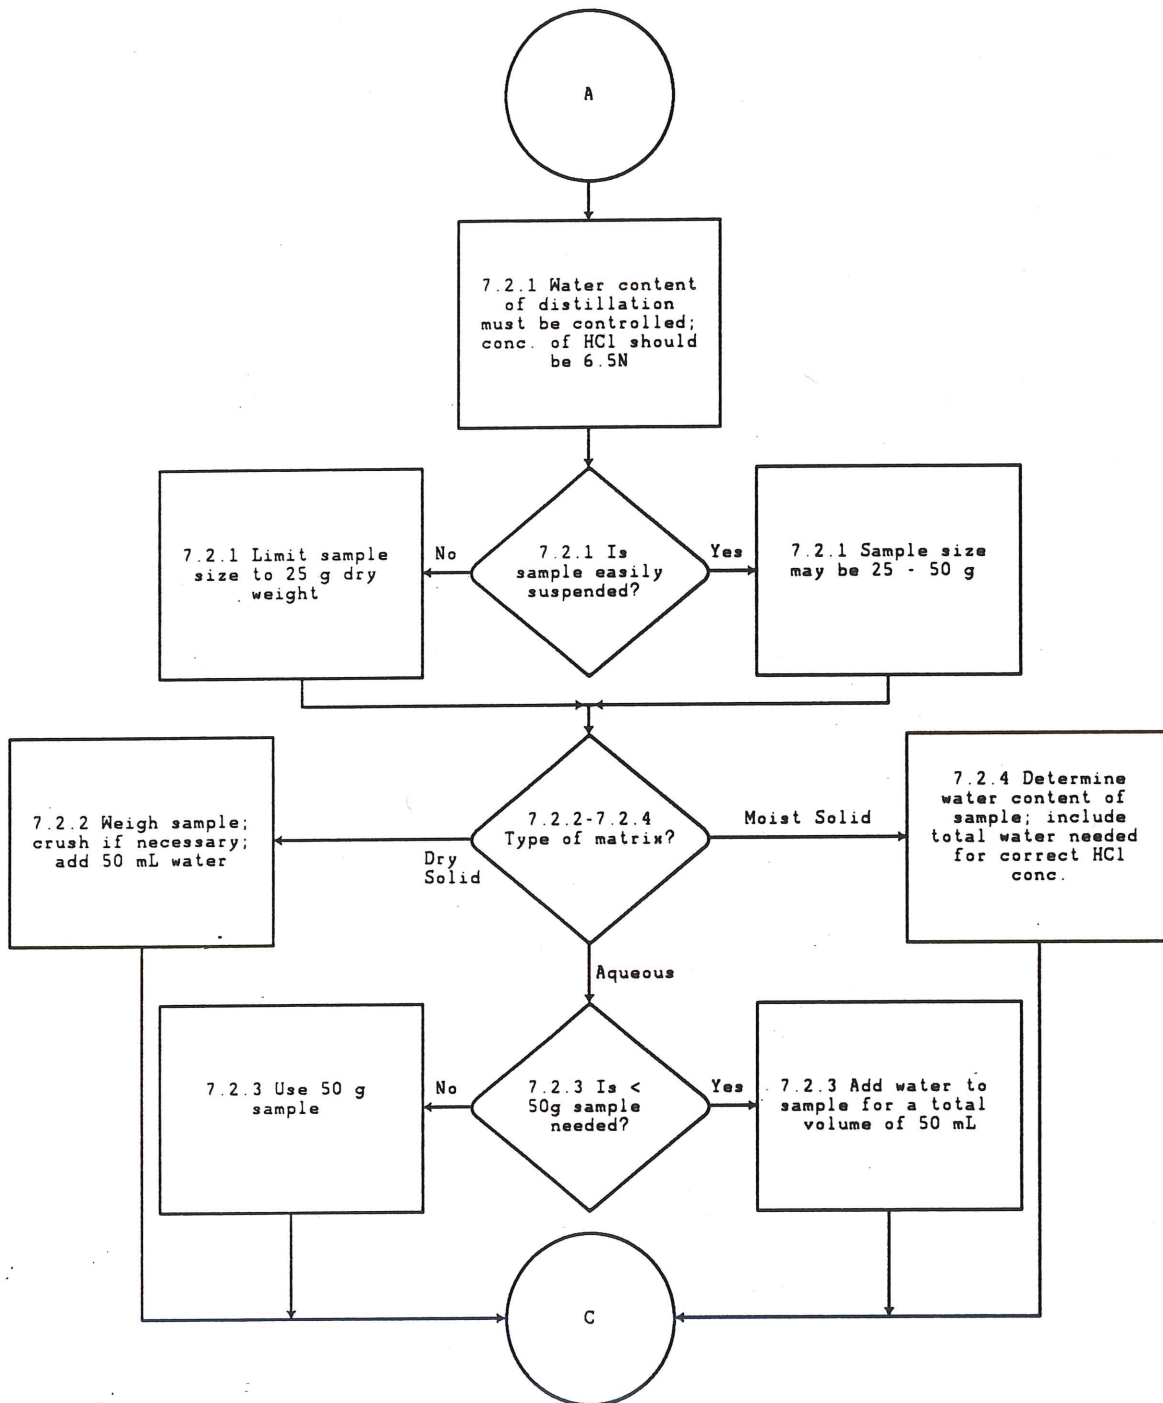 A
7.2.1 Water content
of distillation
must be controlled;
conc. of HCl should
be 6.5N
7.2.1 Limit sample
size to 25 g dry
weight
No
7.2.1 Is
sample easily
suspended?
Yes
7.2.1 Sample size
may be 25 - 50 g
7.2.2 Weigh sample;
crush if necessary;
add 50 mL water
Dry
Solid
7.2.2-7.2.4
Type of matrix?
Moist Solid
7.2.4 Determine
water content of
sample; include
total water needed
for correct HCl
conc.
Aqueous
7.2.3 Use 50 g
sample
No
7.2.3 Is <
50g sample
needed?
Yes
7.2.3 Add water to
sample for a total
volume of 50 mL
C